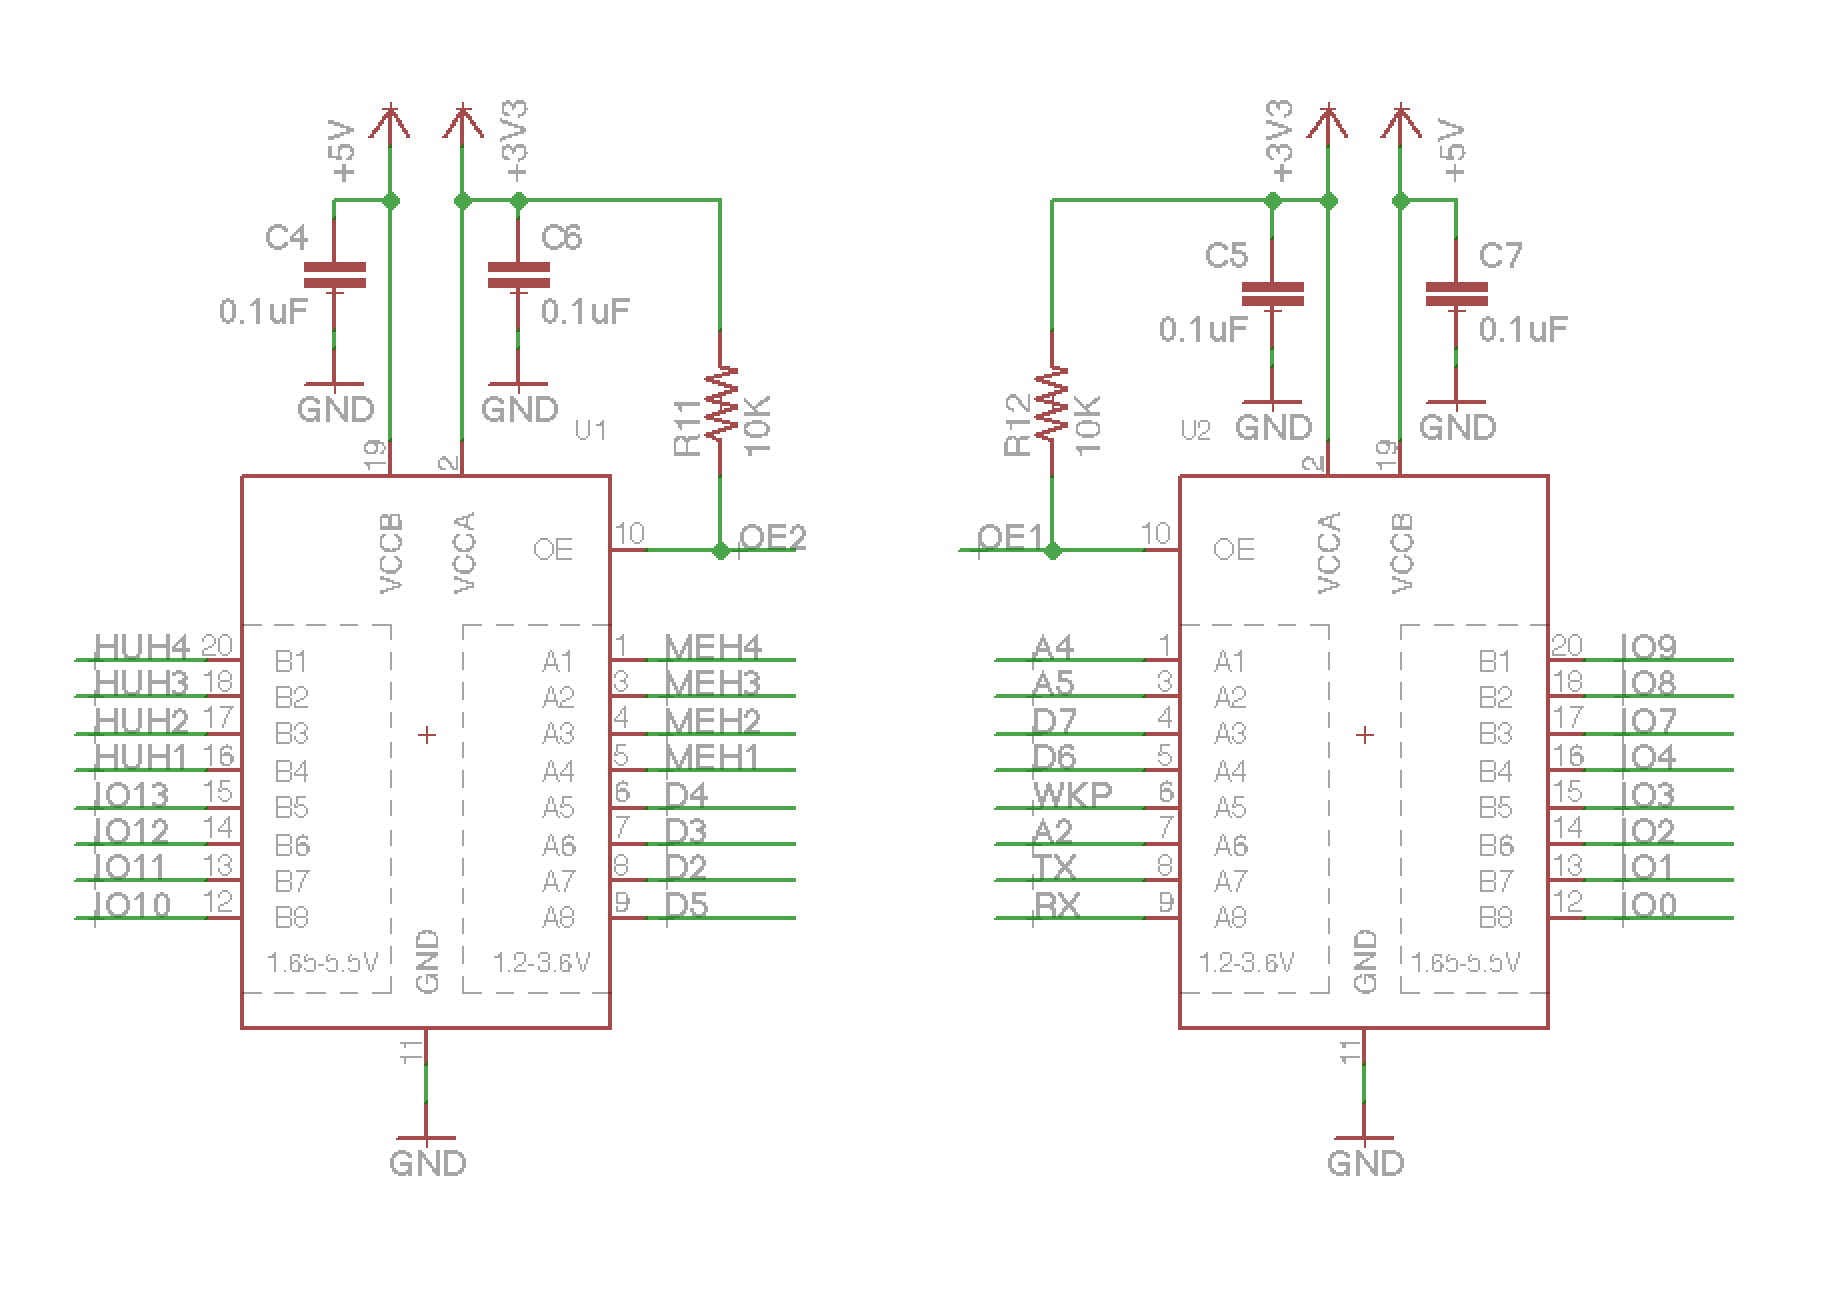 +5V
+3V3
C4
0.1uF
GND
C6
0.1uF
GND
R11
10K
U1
19
2
VCCB
VCCA
OE
10
OE2
HUH4 20 B1 A1 1 MEH4
HUH3 18 B2 A2 3 MEH3
HUH2 17 B3 A3 4 MEH2
HUH1 16 B4 A4 5 MEH1
IO13 15 B5 A5 6 D4
IO12 14 B6 A6 7 D3
IO11 13 B7 A7 8 D2
IO10 12 B8 A8 9 D5
1.65-5.5V
GND
1.2-3.6V
11
GND
+3V3
+5V
C5
0.1uF
GND
C7
0.1uF
GND
R12
10K
U2
2
19
OE1
10
OE
VCCA
VCCB
A4 1 A1 B1 20 IO9
A5 3 A2 B2 18 IO8
D7 4 A3 B3 17 IO7
D6 5 A4 B4 16 IO4
WKP 6 A5 B5 15 IO3
A2 7 A6 B6 14 IO2
TX 8 A7 B7 13 IO1
RX 9 A8 B8 12 IO0
1.2-3.6V
GND
1.65-5.5V
11
GND